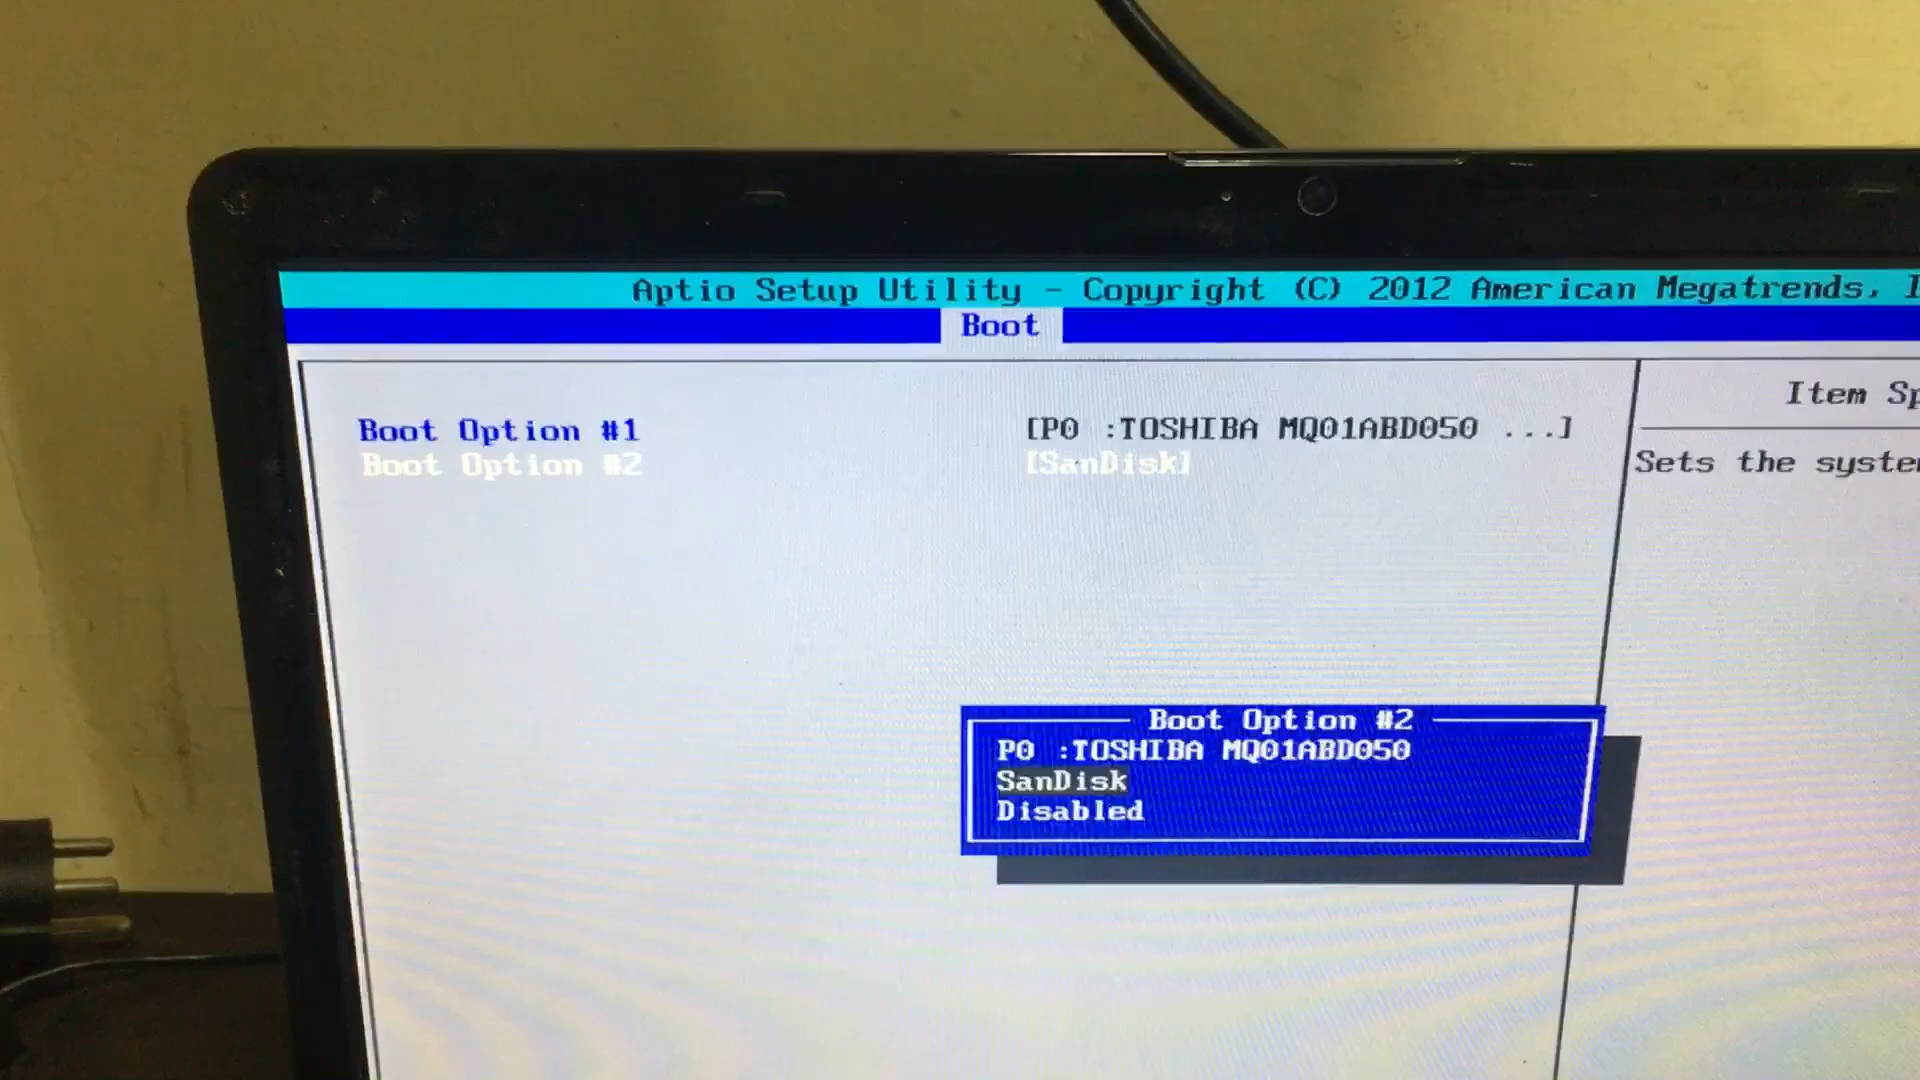 Aptio Setup Utility - Copyright (C) 2012 American Megatrends,
Boot
Item
Boot Option #1 [P0 :TOSHIBA MQ01ABD050 ...]
Boot Option #2 [SanDisk]
Sets the
Boot Option #2
P0 :TOSHIBA MQ01ABD050
SanDisk
Disabled